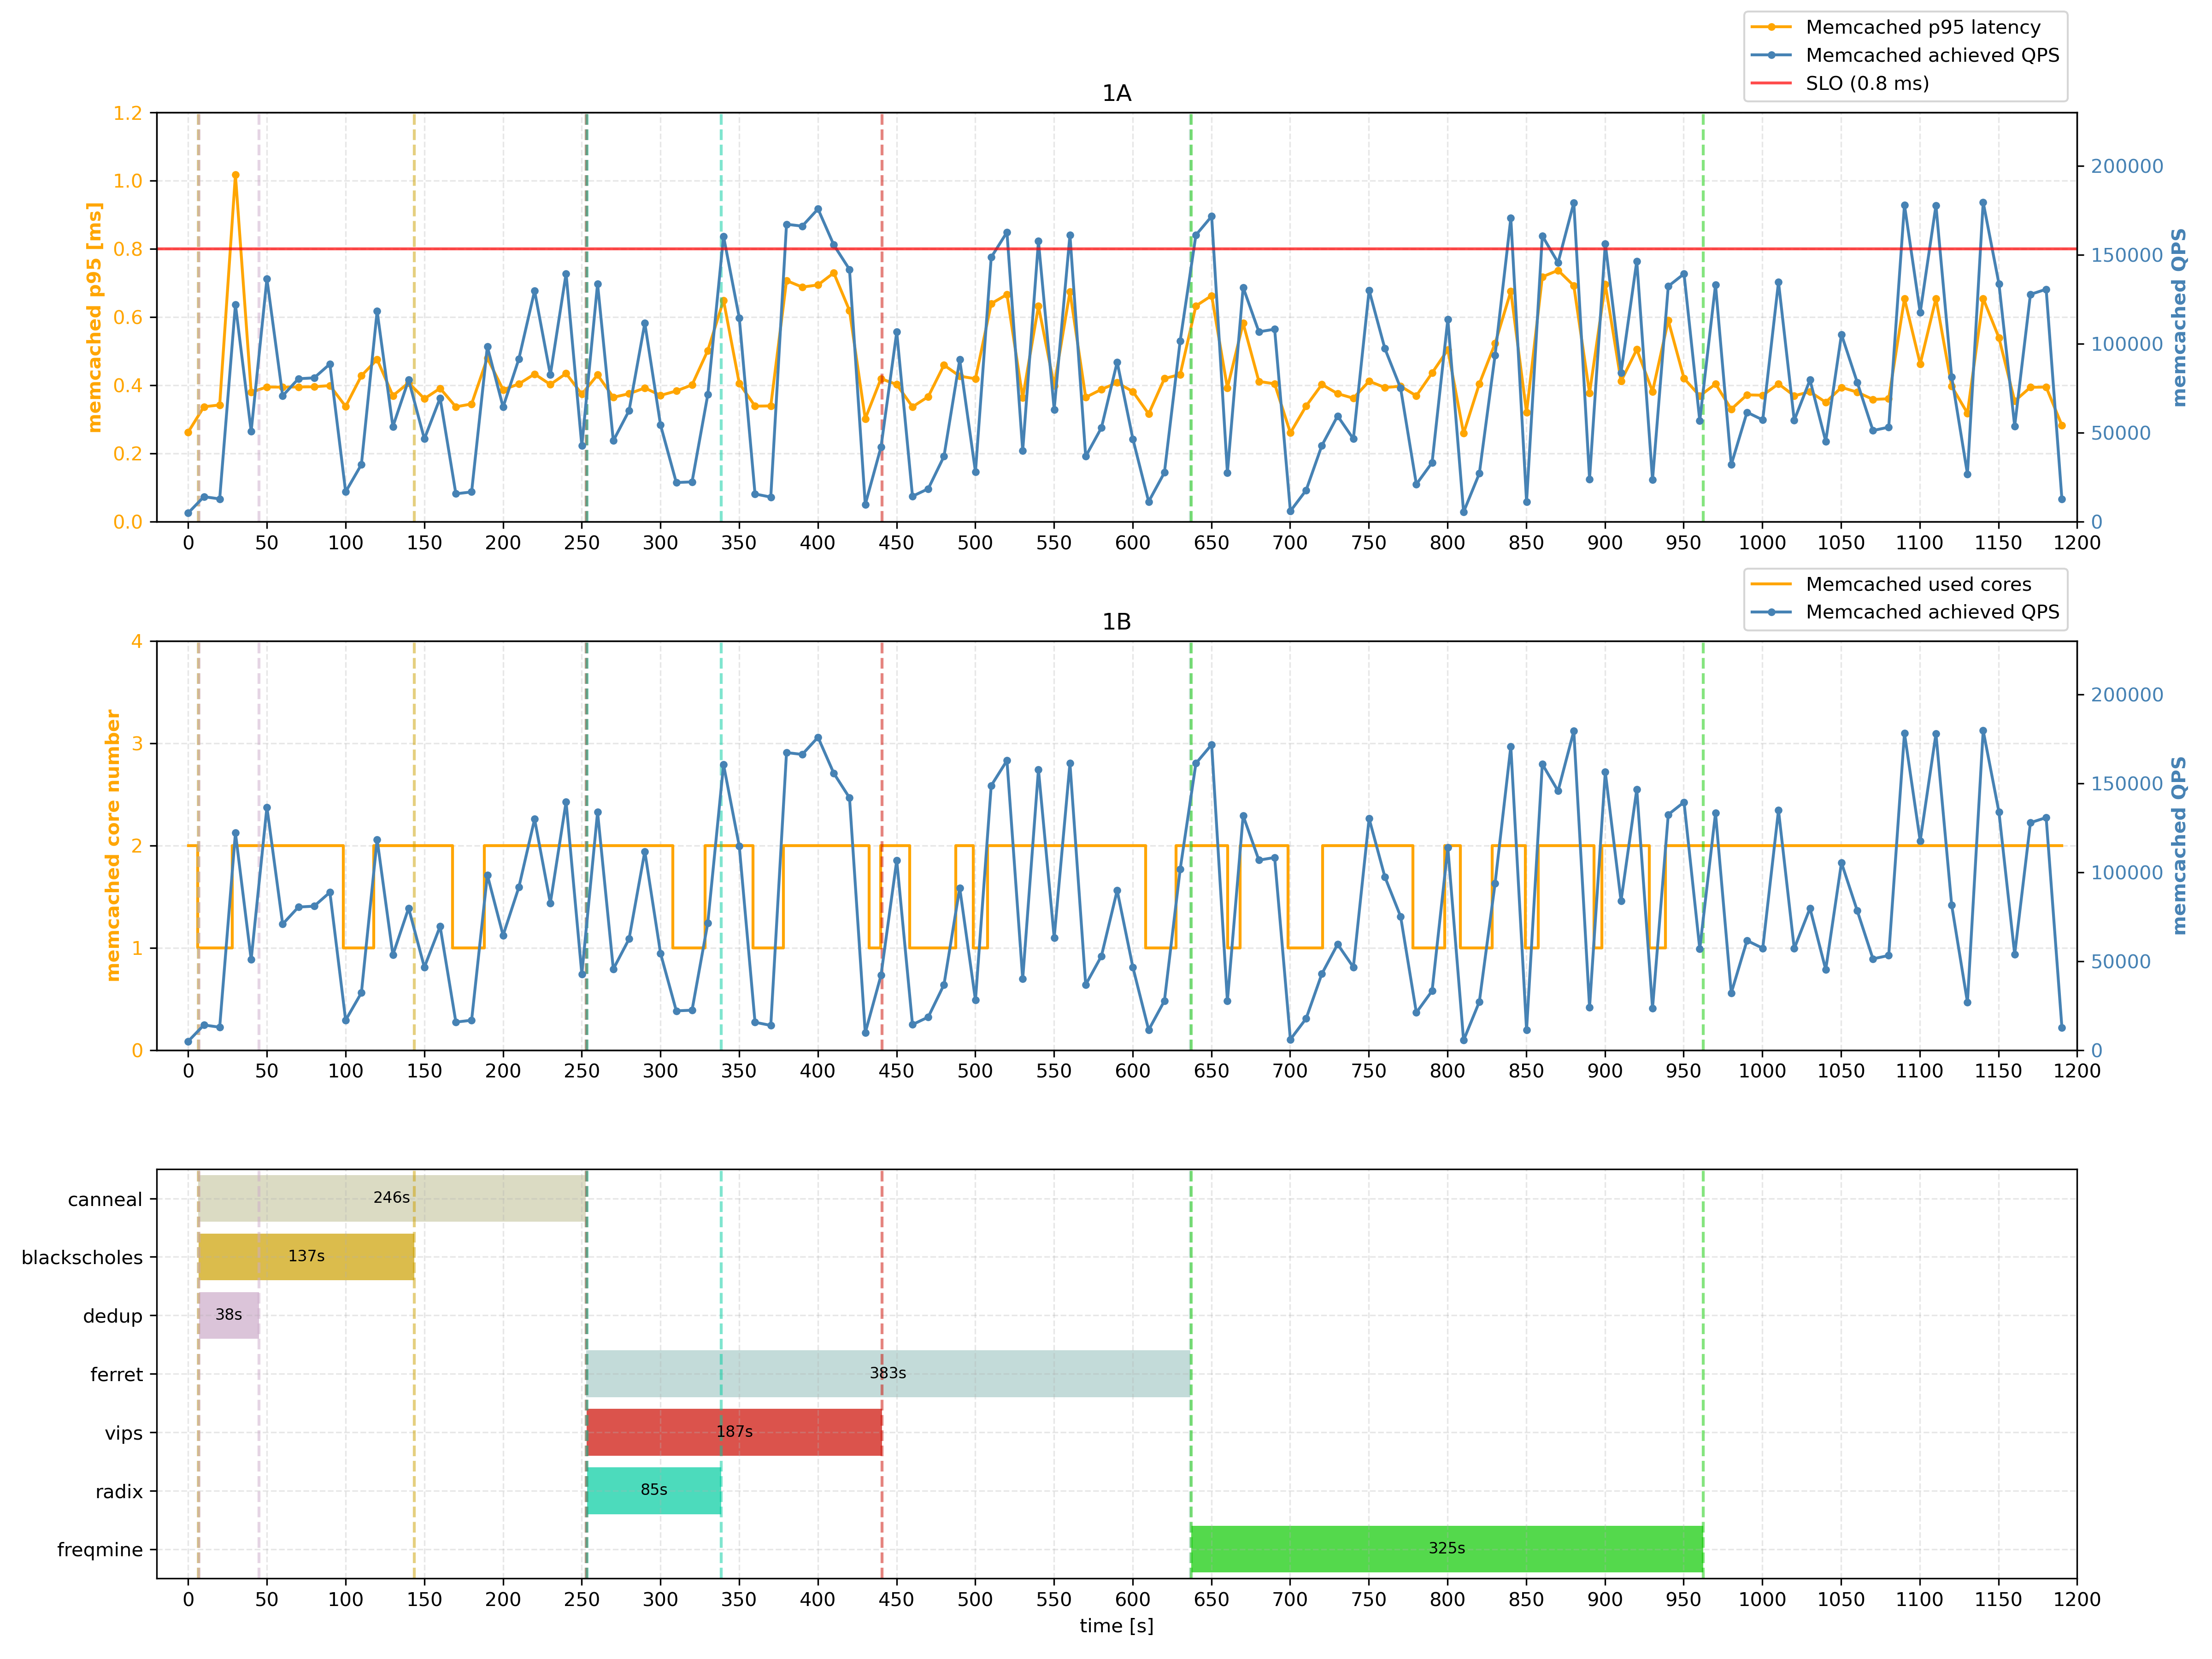 Memcached p95 latency
Memcached achieved QPS
SLO (0.8 ms)
1A
memcached p95 [ms]
1.2
1.0
0.8
0.6
0.4
0.2
0.0
200000
150000
100000
50000
0
memcached QPS
0 50 100 150 200 250 300 350 400 450 500 550 600 650 700 750 800 850 900 950 1000 1050 1100 1150 1200
Memcached used cores
Memcached achieved QPS
1B
memcached core number
4
3
2
1
0
200000
150000
100000
50000
0
memcached QPS
0 50 100 150 200 250 300 350 400 450 500 550 600 650 700 750 800 850 900 950 1000 1050 1100 1150 1200
canneal 246s
blackscholes 137s
dedup 38s
ferret 383s
vips 187s
radix 85s
freqmine 325s
0 50 100 150 200 250 300 350 400 450 500 550 600 650 700 750 800 850 900 950 1000 1050 1100 1150 1200
time [s]